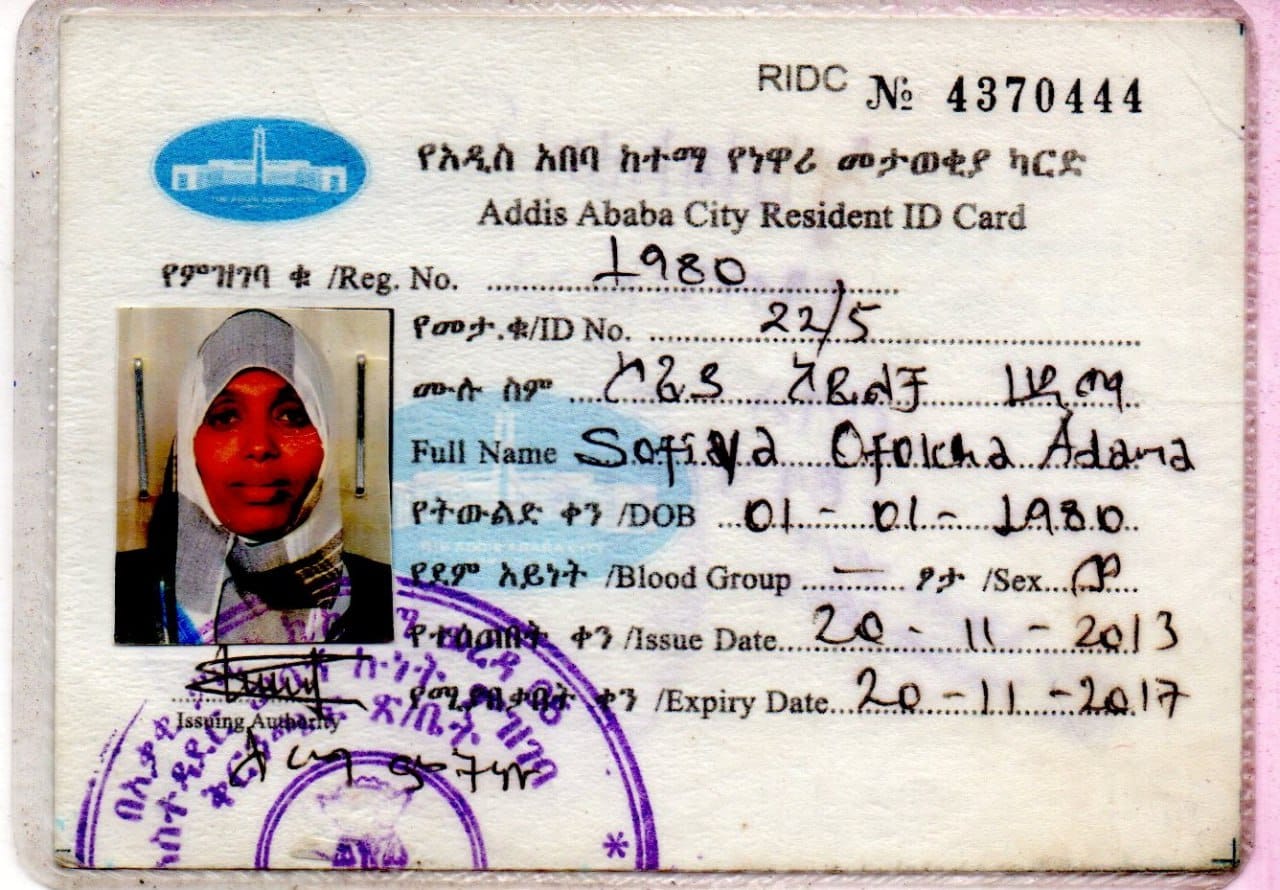 RIDC № 4370444
የአዲስ አበባ ከተማ የነዋሪ መታወቂያ ካርድ
Addis Ababa City Resident ID Card
የምዝገባ ቁ /Reg. No. 1980
የመታ.ቁ/ID No. 22/5
ሙሉ ስም
Full Name Sofiya Ofolcha Adama
የትውልድ ቀን /DOB 01 - 01 - 1980
የደም አይነት /Blood Group — ፆታ /Sex
የተሰጠበት ቀን /Issue Date 20 - 11 - 2013
የሚያበቃበት ቀን /Expiry Date 20 - 11 - 2017
Issuing Authority